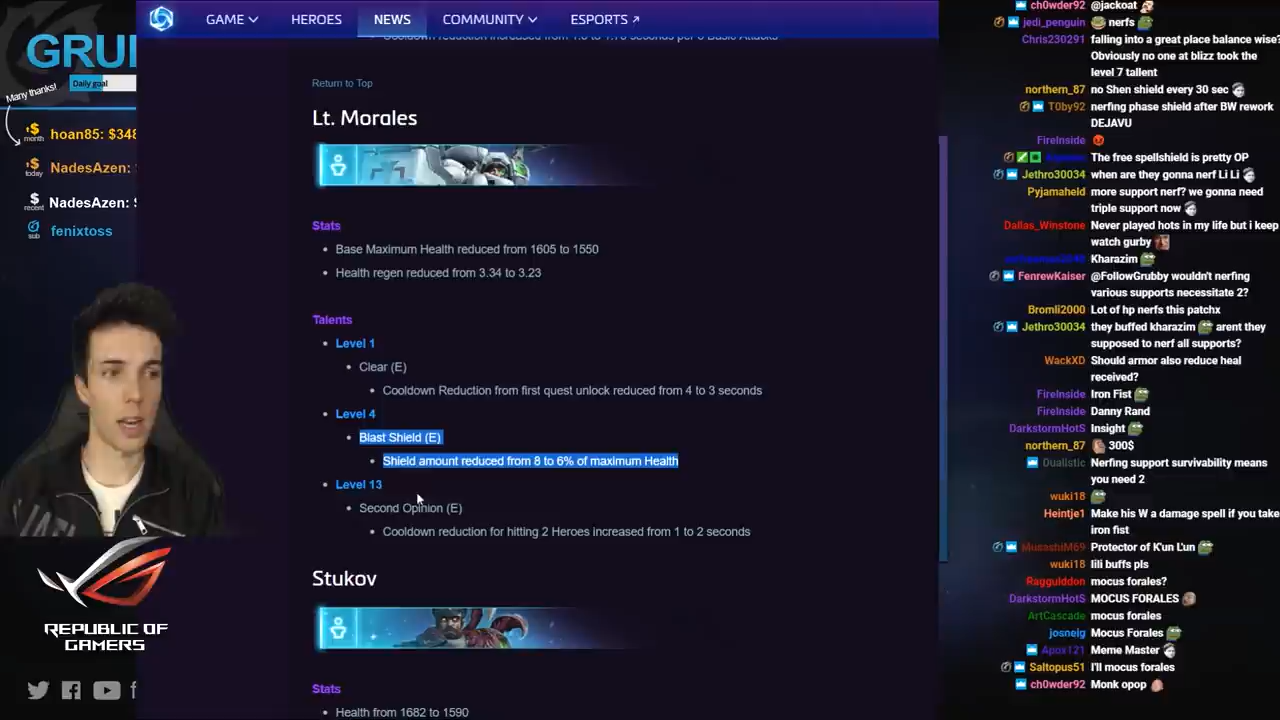 GRU
Daily goal
Many thanks!
$ month hoan85: $348
$ today NadesAzen:
$ recent NadesAzen:
sub fenixtoss
REPUBLIC OF
GAMERS
GAME HEROES NEWS COMMUNITY ESPORTS
Return to Top
Lt. Morales
Stats
Base Maximum Health reduced from 1605 to 1550
Health regen reduced from 3.34 to 3.23
Talents
Level 1
Clear (E)
Cooldown Reduction from first quest unlock reduced from 4 to 3 seconds
Level 4
Blast Shield (E)
Shield amount reduced from 8 to 6% of maximum Health
Level 13
Second Opinion (E)
Cooldown reduction for hitting 2 Heroes increased from 1 to 2 seconds
Stukov
Stats
Health from 1682 to 1590
ch0wder92 @jackoat
jedi_penguin nerfs
Chris230291 falling into a great place balance wise?
Obviously no one at blizz took the
level 7 tallent
northern_87 no Shen shield every 30 sec
T0by92 nerfing phase shield after BW rework
DEJAVU
FireInside
The free spellshield is pretty OP
Jethro30034 when are they gonna nerf Li Li
Pyjamaheld more support nerf? we gonna need
triple support now
Dallas_Winstone Never played hots in my life but i keep
watch gurby
Kharazim
FenrewKaiser @FollowGrubby wouldn't nerfing
various supports necessitate 2?
Bromli2000 Lot of hp nerfs this patchx
Jethro30034 they buffed kharazim arent they
supposed to nerf all supports?
WackXD Should armor also reduce heal
received?
FireInside Iron Fist
FireInside Danny Rand
DarkstormHotS Insight
northern_87 300$
Dualistic Nerfing support survivability means
you need 2
wuki18
Heintje1 Make his W a damage spell if you take
iron fist
MusashiM69 Protector of K'un L'un
wuki18 lili buffs pls
Ragguldon mocus forales?
DarkstormHotS MOCUS FORALES
ArtCascade mocus forales
josneig Mocus Forales
Apox121 Meme Master
Saltopus51 I'll mocus forales
ch0wder92 Monk opop